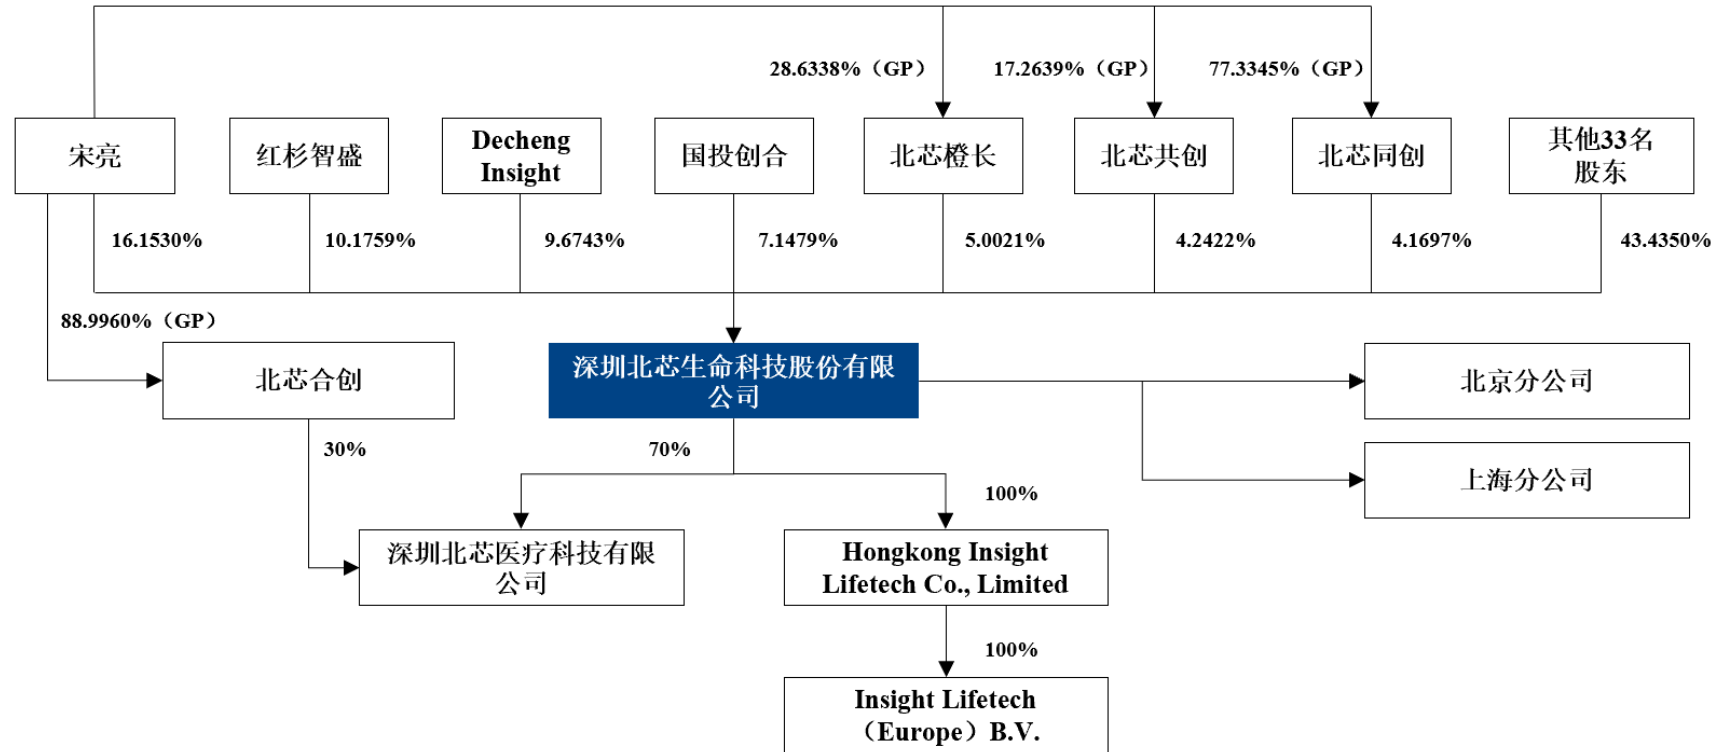 28.6338%（GP）
17.2639%（GP）
77.3345%（GP）
宋亮
红杉智盛
Decheng
Insight
国投创合
北芯橙长
北芯共创
北芯同创
其他33名
股东
16.1530%
10.1759%
9.6743%
7.1479%
5.0021%
4.2422%
4.1697%
43.4350%
88.9960%（GP）
北芯合创
深圳北芯生命科技股份有限
公司
北京分公司
30%
70%
上海分公司
100%
深圳北芯医疗科技有限
公司
Hongkong Insight
Lifetech Co., Limited
100%
Insight Lifetech
（Europe）B.V.